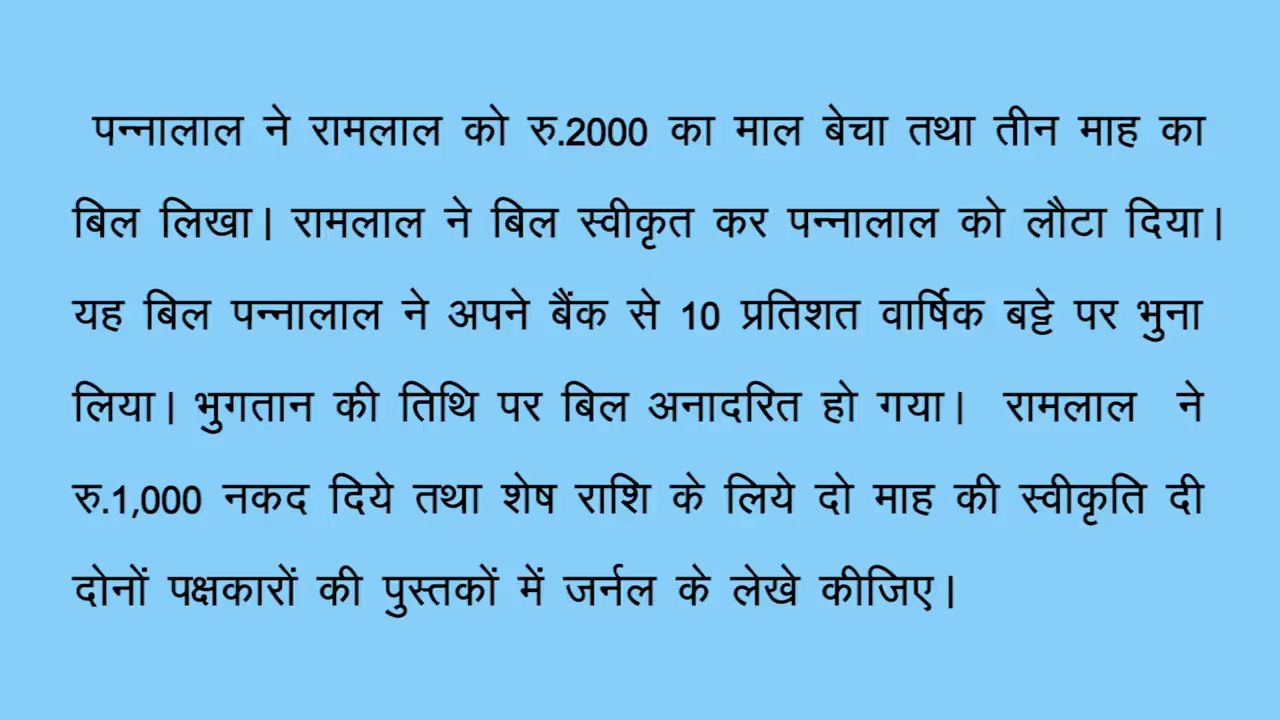 पन्नालाल ने रामलाल को रु.2000 का माल बेचा तथा तीन माह का
बिल लिखा। रामलाल ने बिल स्वीकृत कर पन्नालाल को लौटा दिया।
यह बिल पन्नालाल ने अपने बैंक से 10 प्रतिशत वार्षिक बट्टे पर भुना
लिया। भुगतान की तिथि पर बिल अनादरित हो गया। रामलाल ने
रु.1,000 नकद दिये तथा शेष राशि के लिये दो माह की स्वीकृति दी
दोनों पक्षकारों की पुस्तकों में जर्नल के लेखे कीजिए।